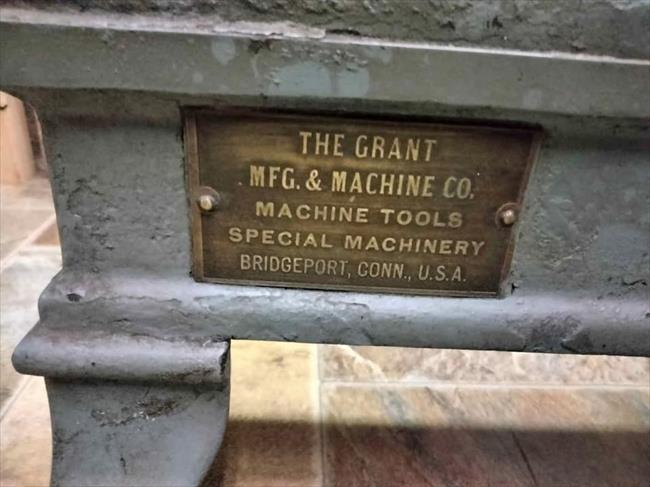 THE GRANT
MFG. & MACHINE CO.
MACHINE TOOLS
SPECIAL MACHINERY
BRIDGEPORT, CONN., U.S.A.